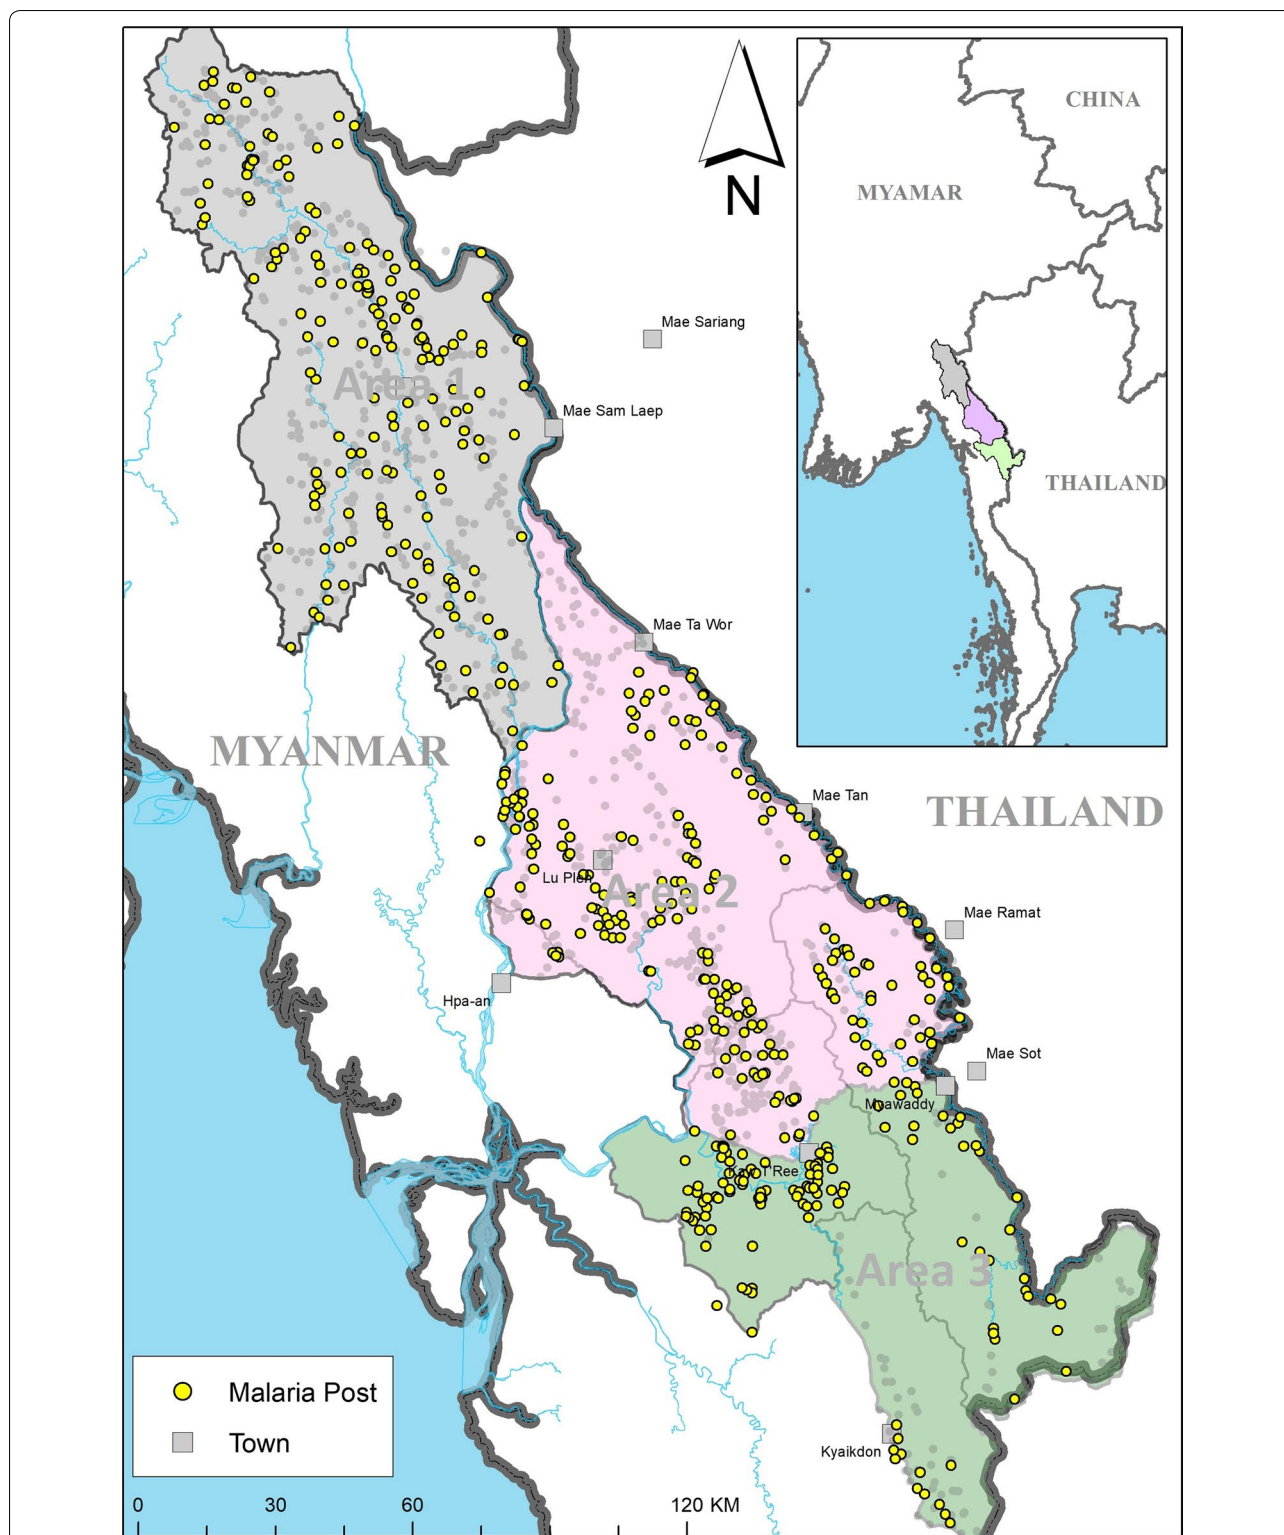 CHINA
MYAMAR
THAILAND
N
Mae Sariang
Area 1
Mae Sam Laep
Mae Ta Wor
MYANMAR
Mae Tan
THAILAND
Lu Pleh
Area 2
Mae Ramat
Hpa-an
Mae Sot
Myawaddy
Kaw T Ree
Area 3
Malaria Post
Town
Kyaikdon
0 30 60 120 KM